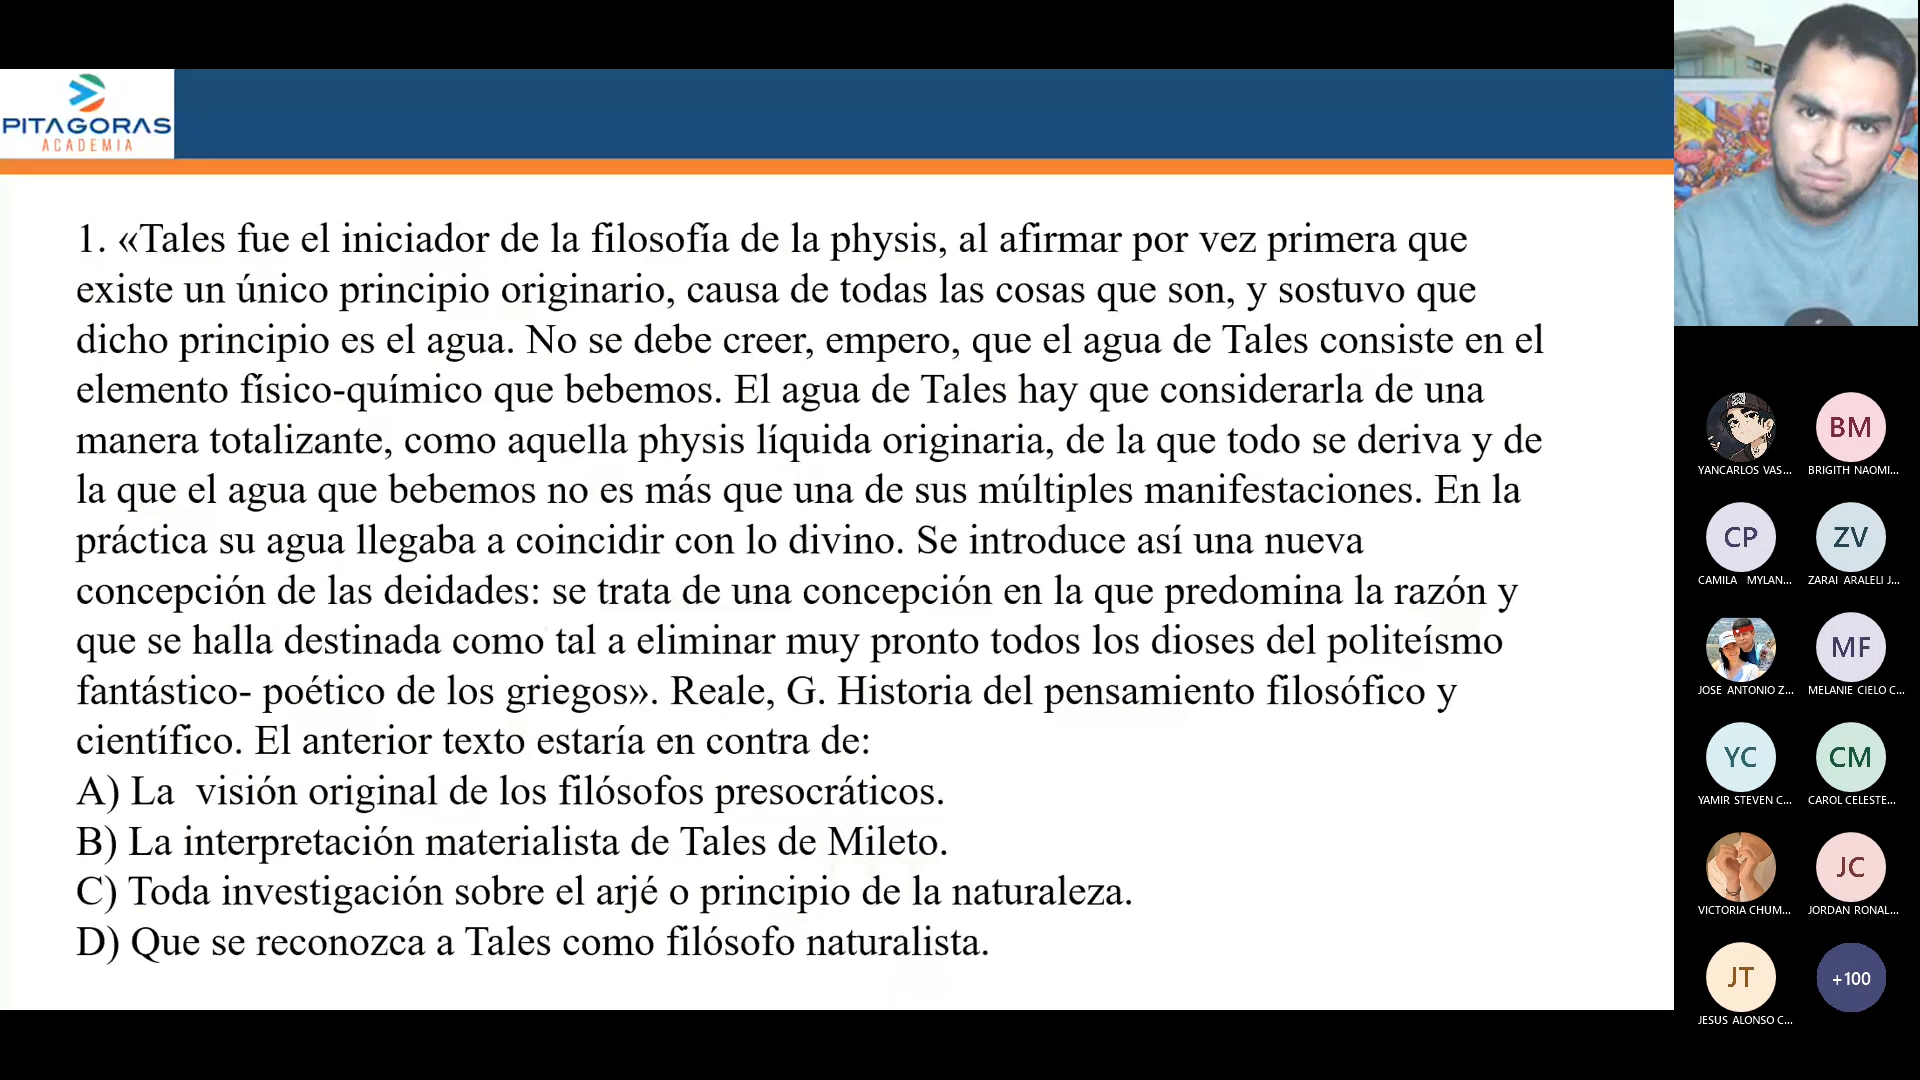 PITAGORAS
ACADEMIA
1. «Tales fue el iniciador de la filosofía de la physis, al afirmar por vez primera que
existe un único principio originario, causa de todas las cosas que son, y sostuvo que
dicho principio es el agua. No se debe creer, empero, que el agua de Tales consiste en el
elemento físico-químico que bebemos. El agua de Tales hay que considerarla de una
manera totalizante, como aquella physis líquida originaria, de la que todo se deriva y de
la que el agua que bebemos no es más que una de sus múltiples manifestaciones. En la
práctica su agua llegaba a coincidir con lo divino. Se introduce así una nueva
concepción de las deidades: se trata de una concepción en la que predomina la razón y
que se halla destinada como tal a eliminar muy pronto todos los dioses del politeísmo
fantástico- poético de los griegos». Reale, G. Historia del pensamiento filosófico y
científico. El anterior texto estaría en contra de:
A) La  visión original de los filósofos presocráticos.
B) La interpretación materialista de Tales de Mileto.
C) Toda investigación sobre el arjé o principio de la naturaleza.
D) Que se reconozca a Tales como filósofo naturalista.
YANCARLOS VAS...
BM
BRIGITH NAOMI...
CP
CAMILA MYLAN...
ZV
ZARAI ARALELI J...
JOSE ANTONIO Z...
MF
MELANIE CIELO C...
YC
YAMIR STEVEN C...
CM
CAROL CELESTE...
VICTORIA CHUM...
JC
JORDAN RONAL...
JT
JESUS ALONSO C...
+100